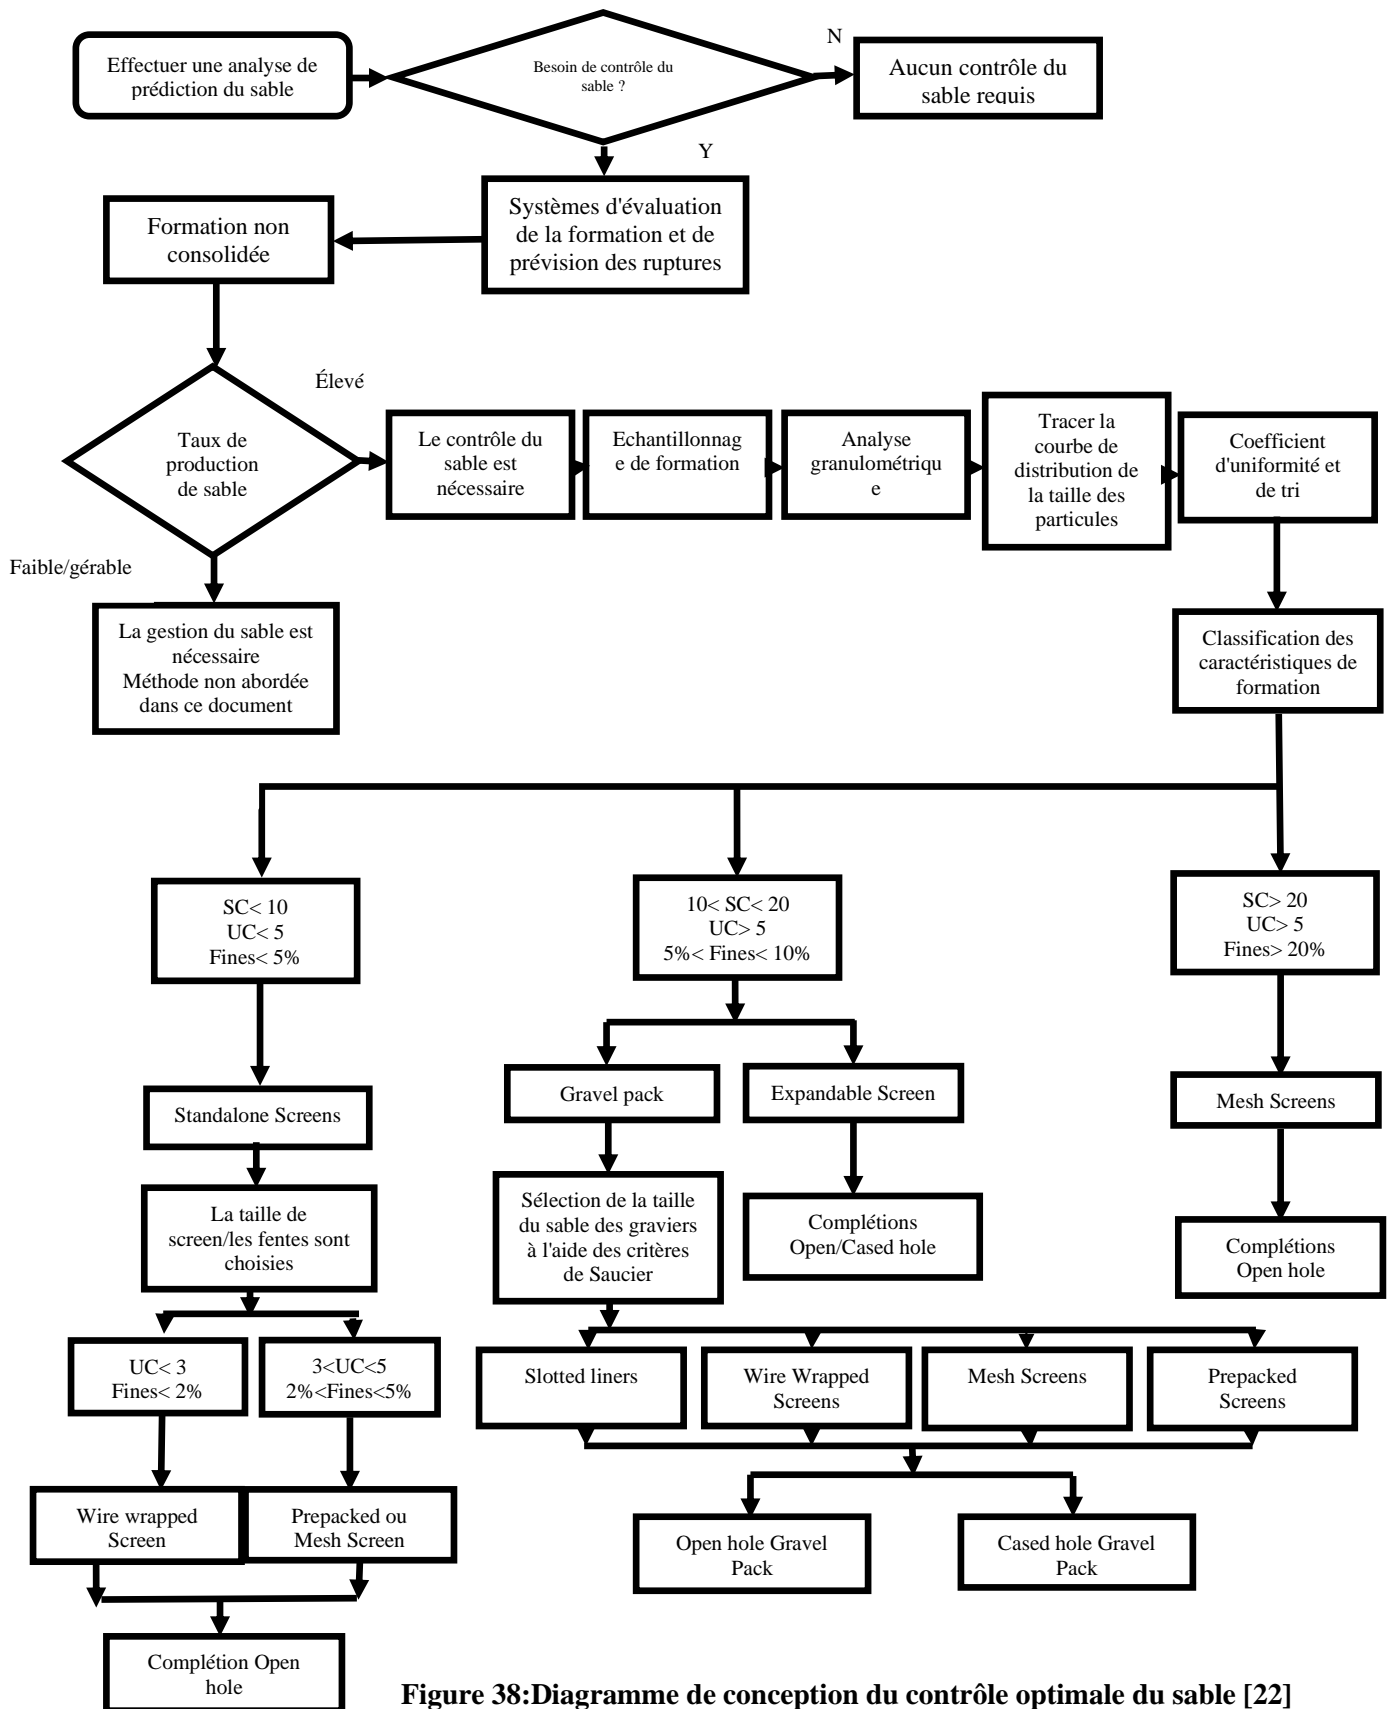 Effectuer une analyse de
prédiction du sable
Besoin de contrôle du
sable ?
N
Aucun contrôle du
sable requis
Y
Systèmes d'évaluation
de la formation et de
prévision des ruptures
Formation non
consolidée
Élevé
Taux de
production
de sable
Le contrôle du
sable est
nécessaire
Echantillonnag
e de formation
Analyse
granulométriqu
e
Tracer la
courbe de
distribution de
la taille des
particules
Coefficient
d'uniformité et
de tri
Faible/gérable
La gestion du sable est
nécessaire
Méthode non abordée
dans ce document
Classification des
caractéristiques de
formation
SC< 10
UC< 5
Fines< 5%
10< SC< 20
UC> 5
5%< Fines< 10%
SC> 20
UC> 5
Fines> 20%
Standalone Screens
Gravel pack
Expandable Screen
Mesh Screens
La taille de
screen/les fentes sont
choisies
Sélection de la taille
du sable des graviers
à l'aide des critères
de Saucier
Complétions
Open/Cased hole
Complétions
Open hole
UC< 3
Fines< 2%
3<UC<5
2%<Fines<5%
Slotted liners
Wire Wrapped
Screens
Mesh Screens
Prepacked
Screens
Wire wrapped
Screen
Prepacked ou
Mesh Screen
Open hole Gravel
Pack
Cased hole Gravel
Pack
Complétion Open
hole
Figure 38:Diagramme de conception du contrôle optimale du sable [22]